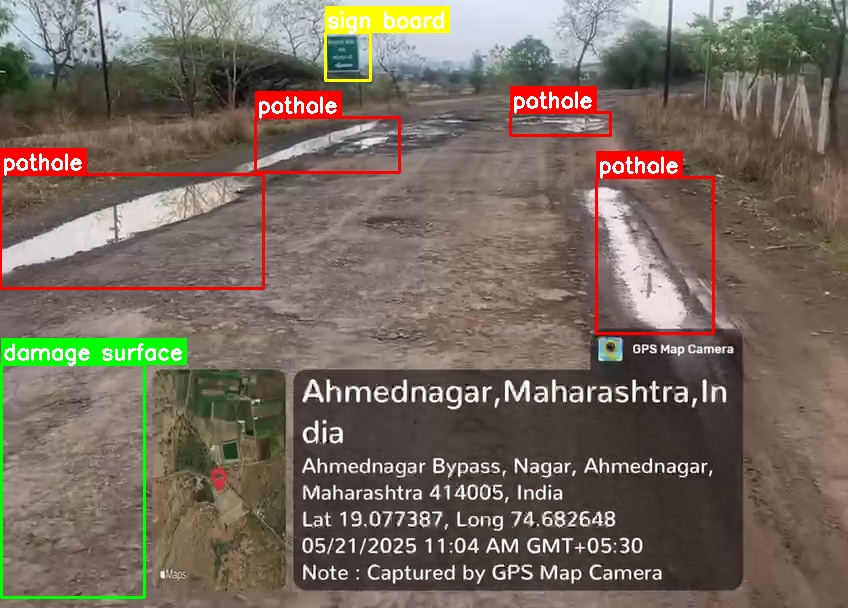 sign board
pothole
pothole
pothole
pothole
damage surface
GPS Map Camera
Ahmednagar,Maharashtra,In
dia
Ahmednagar Bypass, Nagar, Ahmednagar,
Maharashtra 414005, India
Lat 19.077387, Long 74.682648
05/21/2025 11:04 AM GMT+05:30
Note : Captured by GPS Map Camera
Maps